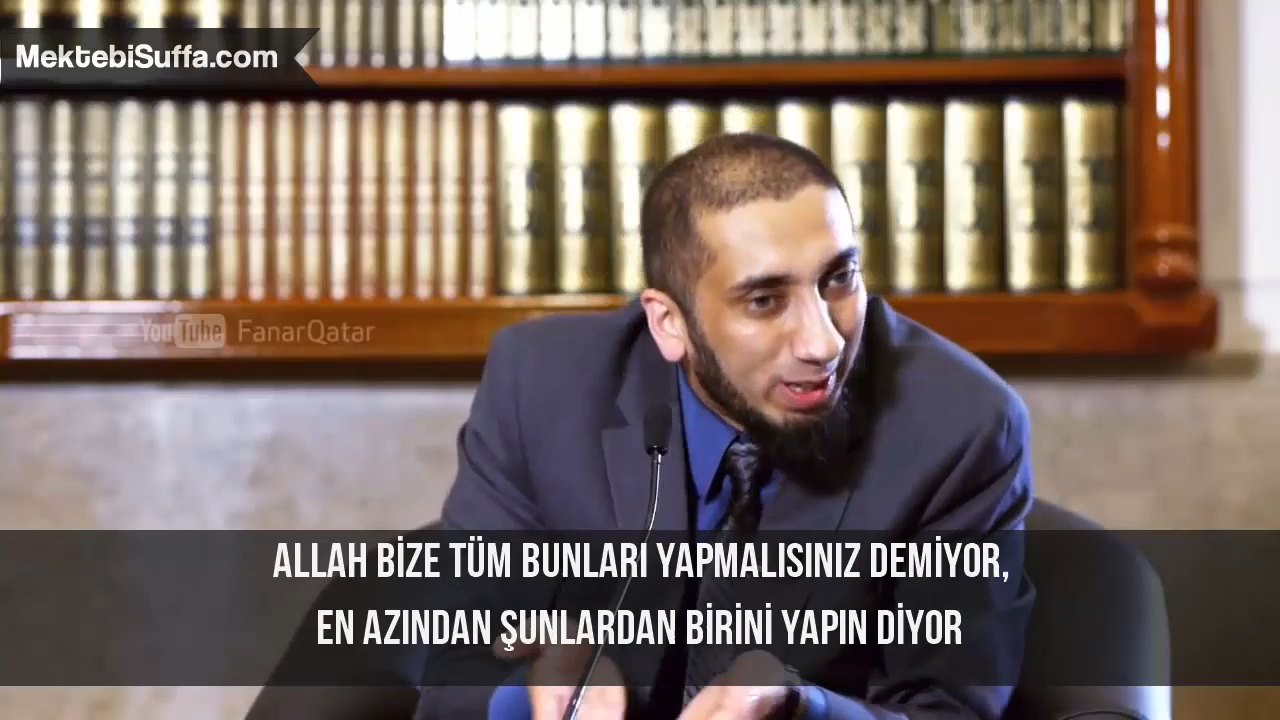 MektebiSuffa.com
YouTube FanarQatar
ALLAH BİZE TÜM BUNLARI YAPMALISINIZ DEMİYOR,
EN AZINDAN ŞUNLARDAN BİRİNİ YAPIN DİYOR